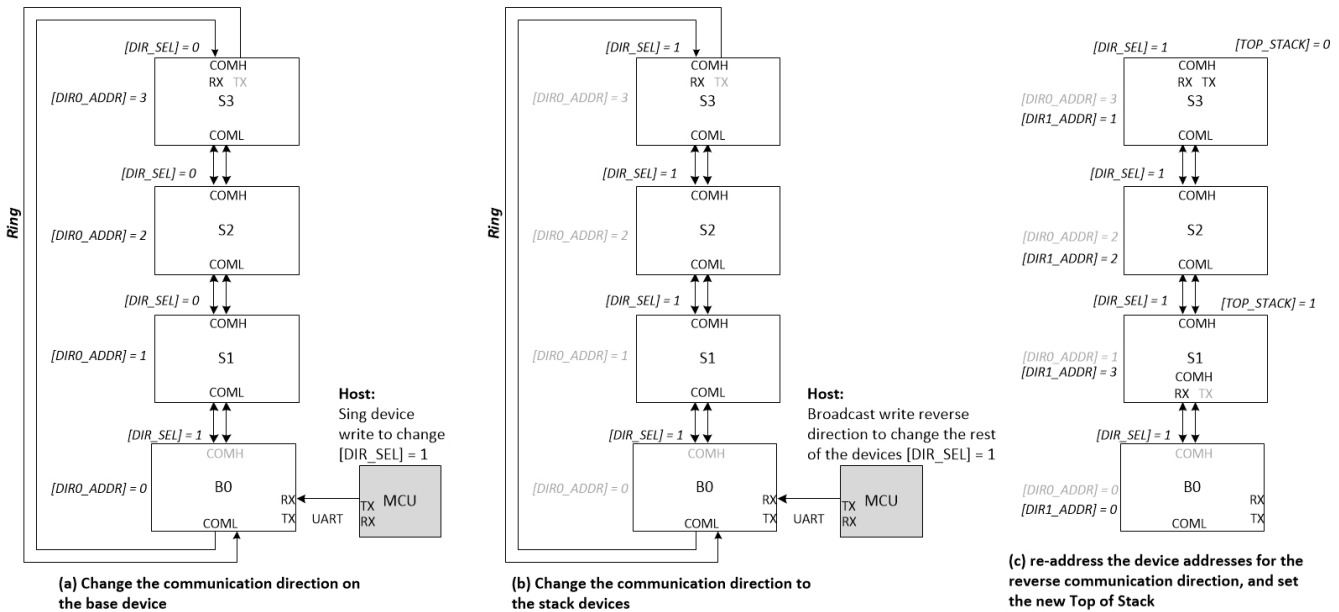 [DIR_SEL] = 0
COMH
RX TX
[DIR0_ADDR] = 3
S3
COML
[DIR_SEL] = 0
COMH
Ring
[DIR0_ADDR] = 2
S2
COML
[DIR_SEL] = 0
COMH
[DIR0_ADDR] = 1
S1
COML
Host:
Sing device
write to change
[DIR_SEL] = 1
[DIR_SEL] = 1
COMH
[DIR0_ADDR] = 0
B0
RX
TX
COML
UART
TX
RX
MCU
(a) Change the communication direction on
the base device
[DIR_SEL] = 1
COMH
RX TX
[DIR0_ADDR] = 3
S3
COML
[DIR_SEL] = 1
COMH
Ring
[DIR0_ADDR] = 2
S2
COML
[DIR_SEL] = 1
COMH
[DIR0_ADDR] = 1
S1
COML
Host:
Broadcast write reverse
direction to change the rest
of the devices [DIR_SEL] = 1
[DIR_SEL] = 1
COMH
[DIR0_ADDR] = 0
B0
RX
TX
COML
UART
TX
RX
MCU
(b) Change the communication direction to
the stack devices
[DIR_SEL] = 1
[TOP_STACK] = 0
COMH
RX TX
[DIR0_ADDR] = 3
[DIR1_ADDR] = 1
S3
COML
[DIR_SEL] = 1
COMH
[DIR0_ADDR] = 2
[DIR1_ADDR] = 2
S2
COML
[DIR_SEL] = 1
[TOP_STACK] = 1
COMH
[DIR0_ADDR] = 1
[DIR1_ADDR] = 3
S1
COMH
RX TX
[DIR_SEL] = 1
COMH
[DIR0_ADDR] = 0
[DIR1_ADDR] = 0
B0
RX
TX
COML
(c) re-address the device addresses for the
reverse communication direction, and set
the new Top of Stack